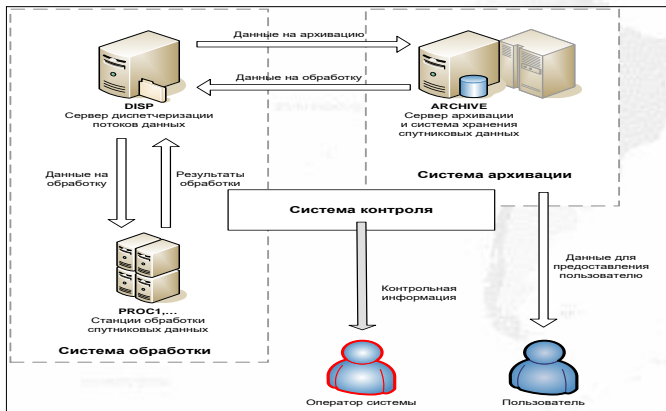 Данные на архивацию
Данные на обработку
DISP
Сервер диспетчеризации
потоков данных
ARCHIVE
Сервер архивации
и система хранения
спутниковых данных
Система архивации
Данные на
обработку
Результаты
обработки
Система контроля
PROC1,...
Станции обработки
спутниковых данных
Система обработки
Контрольная
информация
Данные для
предоставления
пользователю
Оператор системы
Пользователь